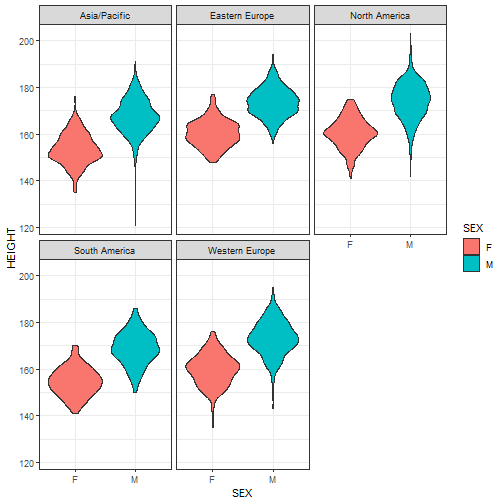 Asia/Pacific Eastern Europe North America
200
180
160
140
120
F M
HEIGHT
SEX
F
M
South America Western Europe
200
180
160
140
120
F M F M
SEX